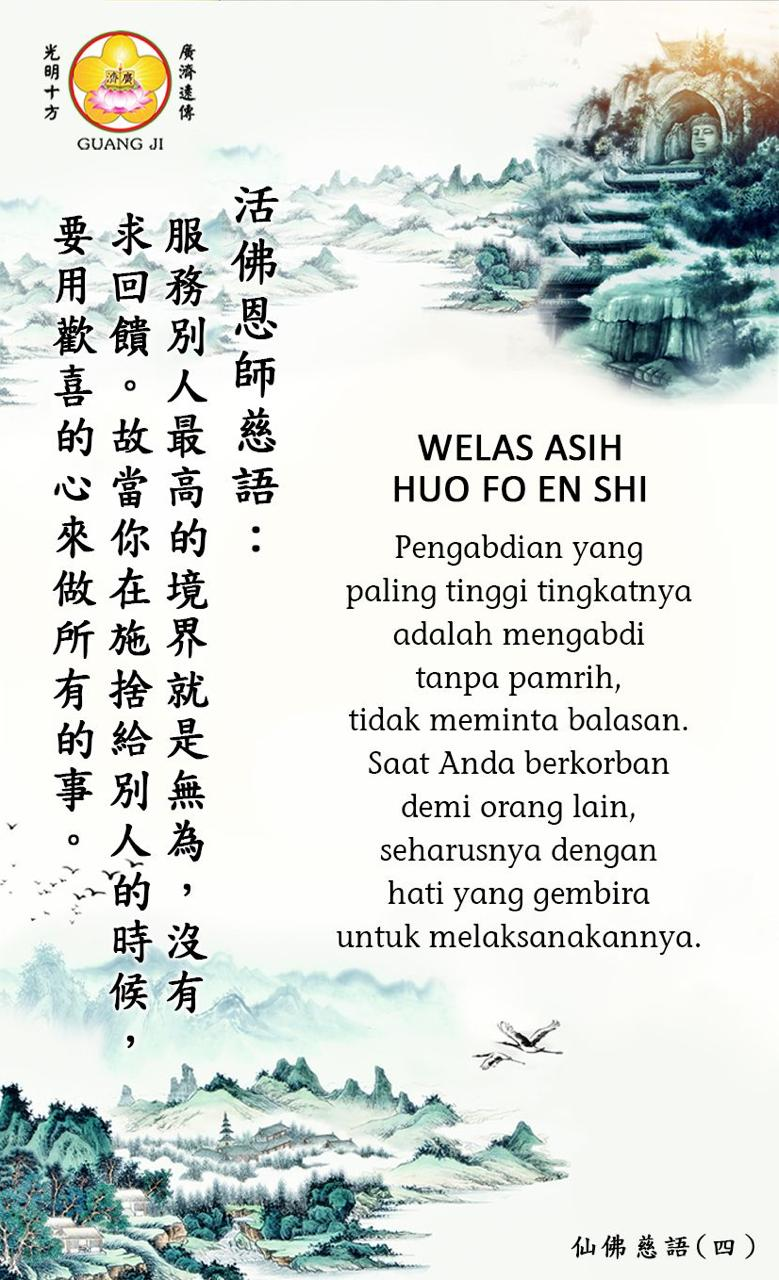 光明十方
廣濟
廣濟遠傳
GUANG JI
活佛恩師慈語：
服務別人最高的境界就是無為，沒有
求回饋。故當你在施捨給別人的時候，
要用歡喜的心來做所有的事。
WELAS ASIH
HUO FO EN SHI
Pengabdian yang
paling tinggi tingkatnya
adalah mengabdi
tanpa pamrih,
tidak meminta balasan.
Saat Anda berkorban
demi orang lain,
seharusnya dengan
hati yang gembira
untuk melaksanakannya.
仙佛慈語(四)